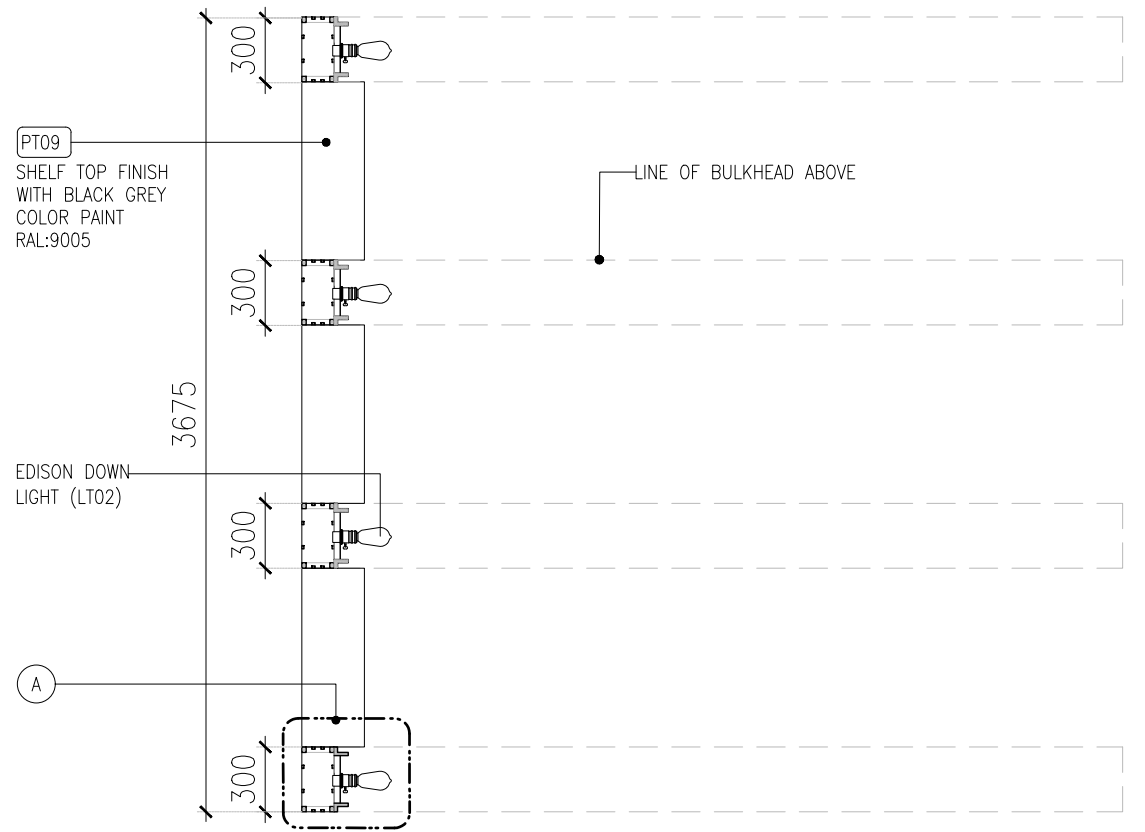 300
PT09
SHELF TOP FINISH
WITH BLACK GREY
COLOR PAINT
RAL:9005
LINE OF BULKHEAD ABOVE
300
3675
EDISON DOWN
LIGHT (LT02)
300
A
300